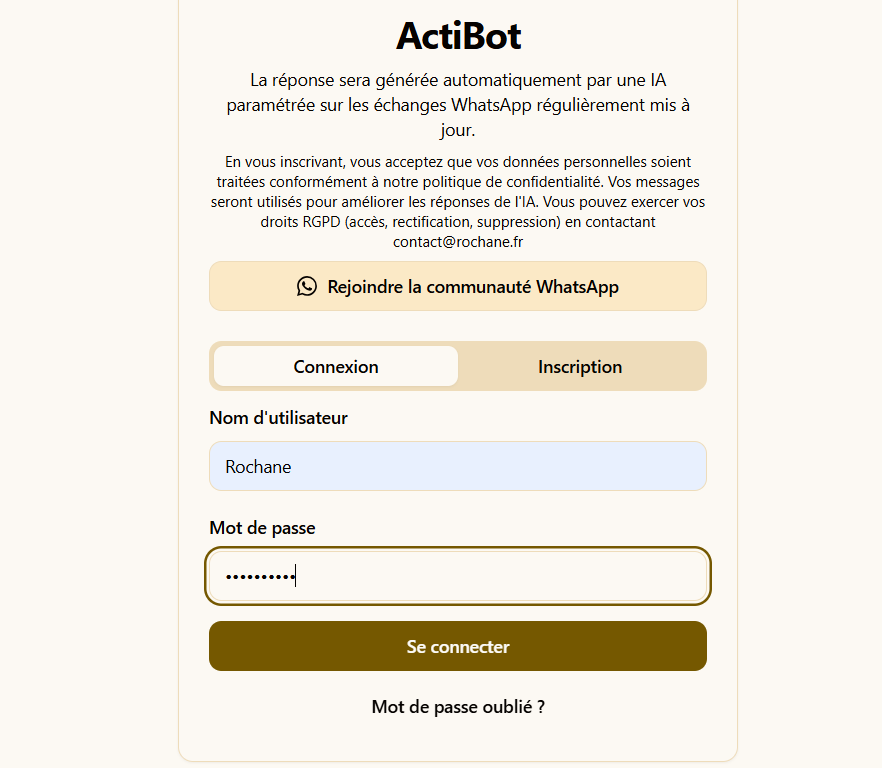 ActiBot
La réponse sera générée automatiquement par une IA
paramétrée sur les échanges WhatsApp régulièrement mis à
jour.
En vous inscrivant, vous acceptez que vos données personnelles soient
traitées conformément à notre politique de confidentialité. Vos messages
seront utilisés pour améliorer les réponses de l'IA. Vous pouvez exercer vos
droits RGPD (accès, rectification, suppression) en contactant
contact@rochane.fr
Rejoindre la communauté WhatsApp
Connexion Inscription
Nom d'utilisateur
Rochane
Mot de passe
••••••••••
Se connecter
Mot de passe oublié ?